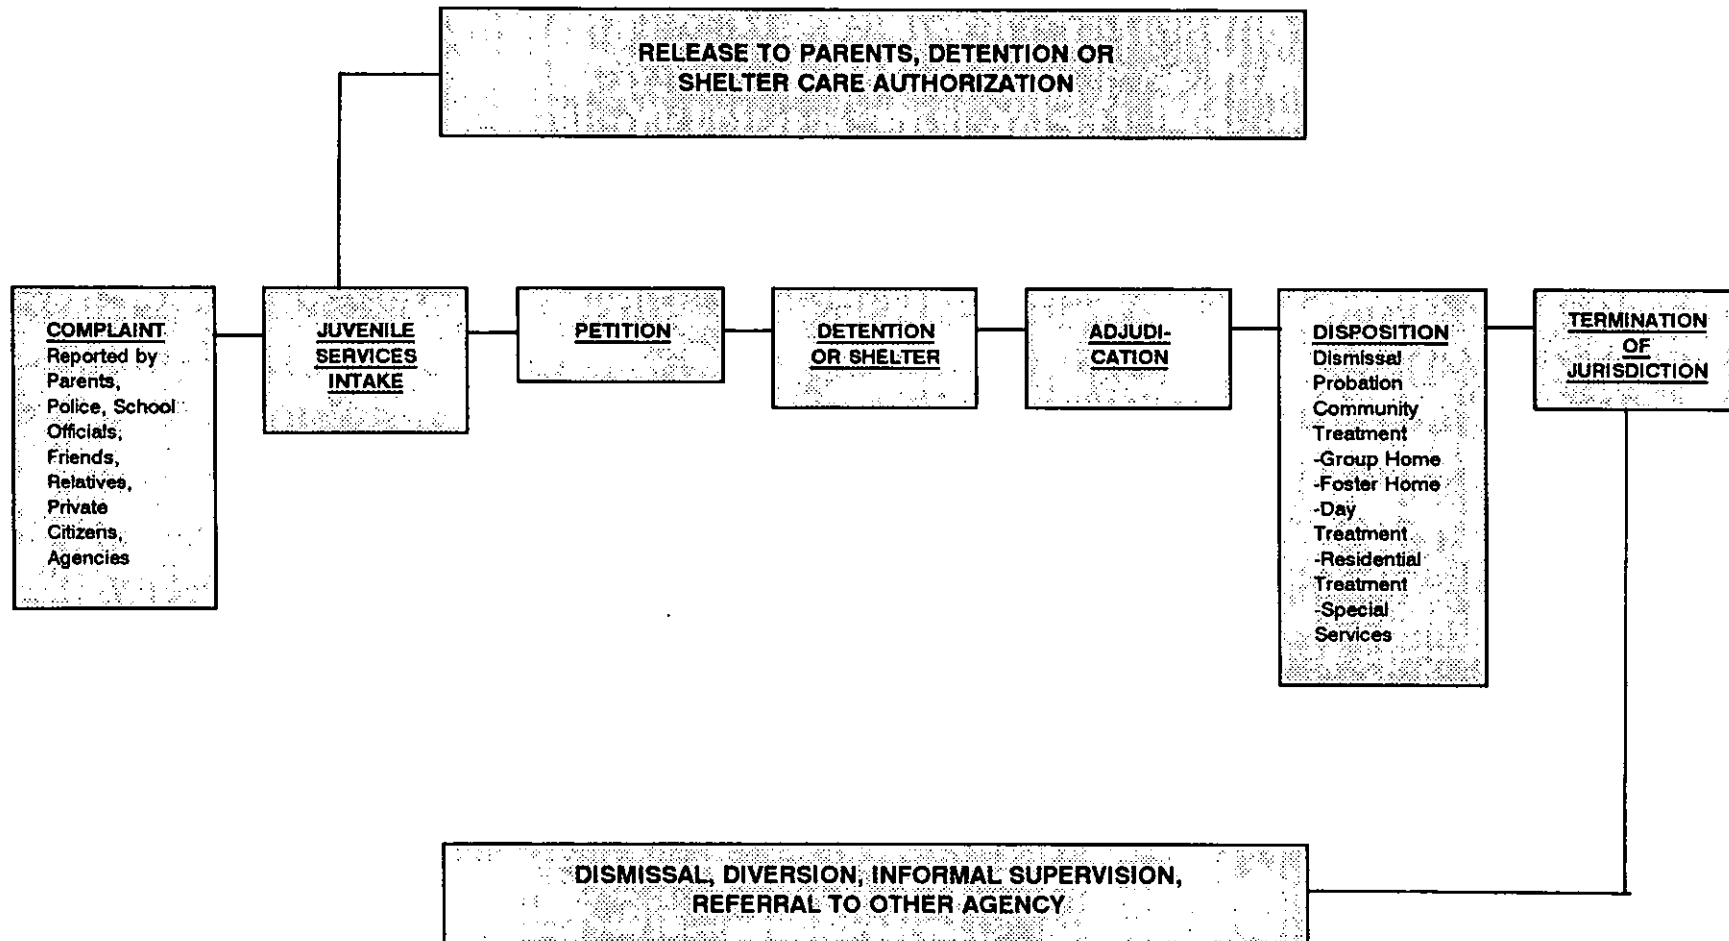 RELEASE TO PARENTS, DETENTION OR
SHELTER CARE AUTHORIZATION
COMPLAINT
Reported by
Parents,
Police, School
Officials,
Friends,
Relatives,
Private
Citizens,
Agencies
JUVENILE
SERVICES
INTAKE
PETITION
DETENTION
OR SHELTER
ADJUDI-
CATION
DISPOSITION
Dismissal
Probation
Community
Treatment
-Group Home
-Foster Home
-Day
Treatment
-Residential
Treatment
-Special
Services
TERMINATION
OF
JURISDICTION
DISMISSAL, DIVERSION, INFORMAL SUPERVISION,
REFERRAL TO OTHER AGENCY